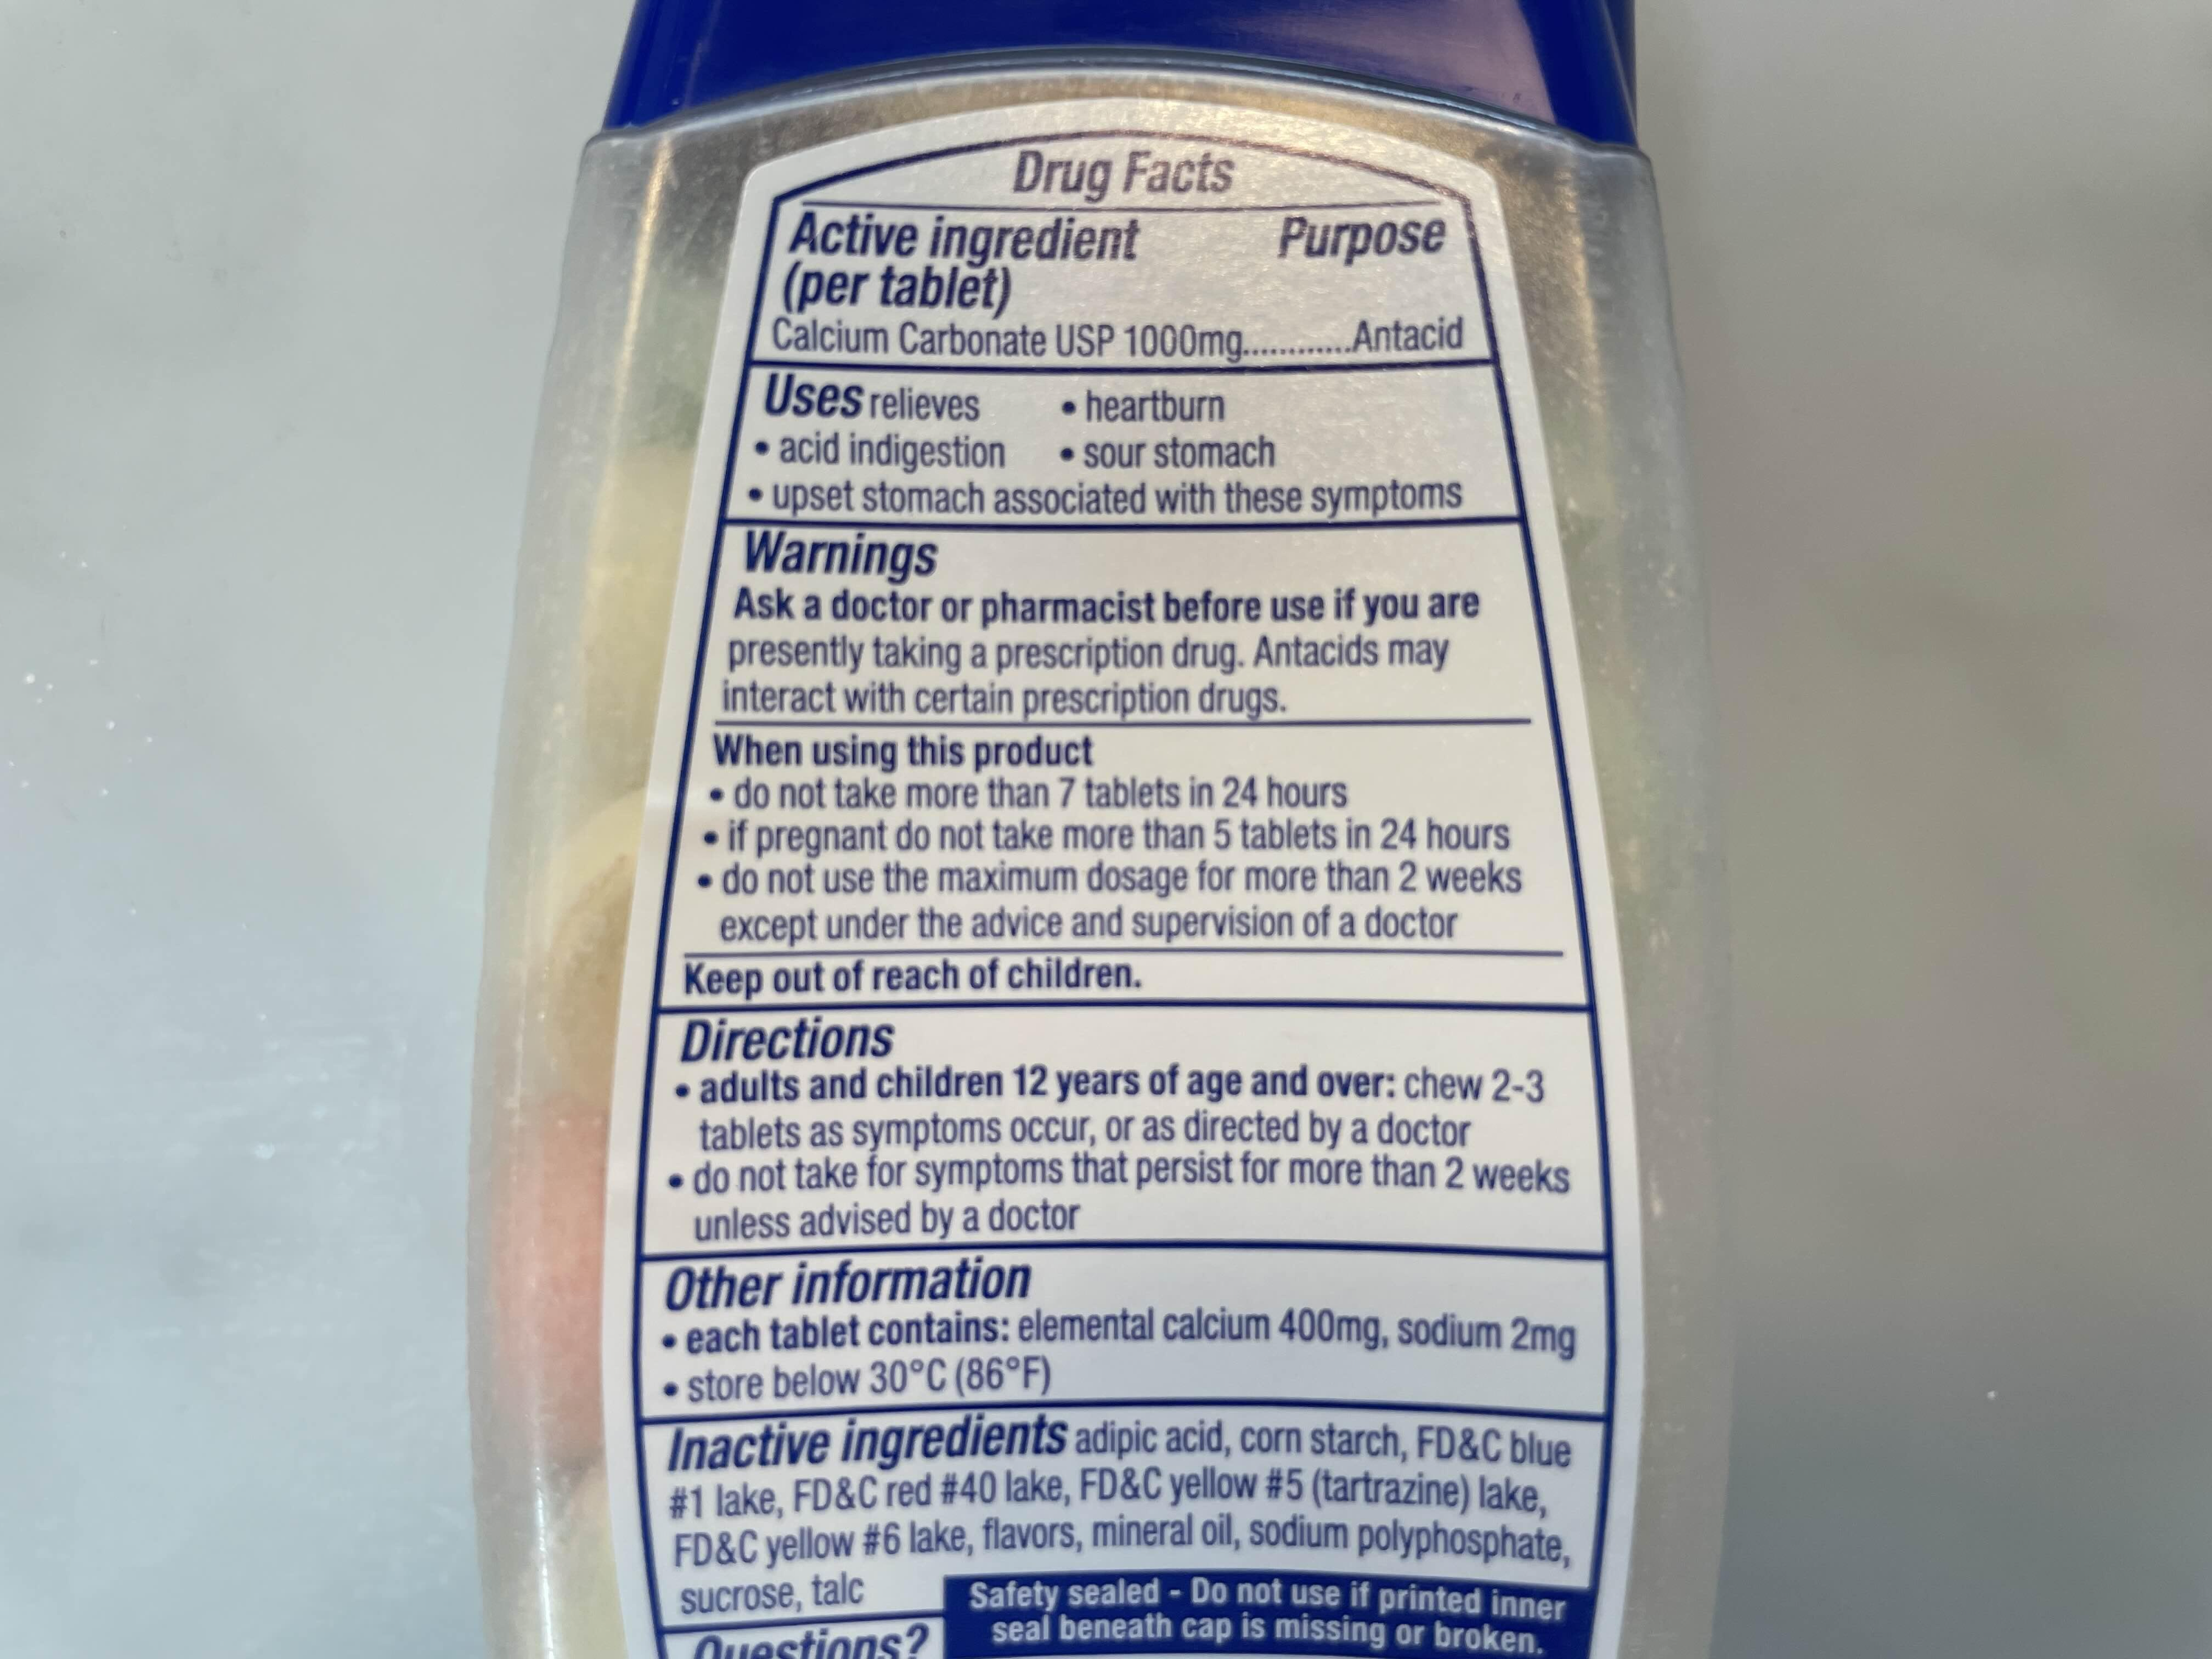 Drug Facts
Active ingredient Purpose
(per tablet)
Calcium Carbonate USP 1000mg............Antacid
Uses relieves • heartburn
• acid indigestion • sour stomach
• upset stomach associated with these symptoms
Warnings
Ask a doctor or pharmacist before use if you are
presently taking a prescription drug. Antacids may
interact with certain prescription drugs.
When using this product
• do not take more than 7 tablets in 24 hours
• if pregnant do not take more than 5 tablets in 24 hours
• do not use the maximum dosage for more than 2 weeks
except under the advice and supervision of a doctor
Keep out of reach of children.
Directions
• adults and children 12 years of age and over: chew 2-3
tablets as symptoms occur, or as directed by a doctor
• do not take for symptoms that persist for more than 2 weeks
unless advised by a doctor
Other information
• each tablet contains: elemental calcium 400mg, sodium 2mg
• store below 30°C (86°F)
Inactive ingredients adipic acid, corn starch, FD&C blue
#1 lake, FD&C red #40 lake, FD&C yellow #5 (tartrazine) lake,
FD&C yellow #6 lake, flavors, mineral oil, sodium polyphosphate,
sucrose, talc
Safety sealed - Do not use if printed inner
seal beneath cap is missing or broken.
Questions?